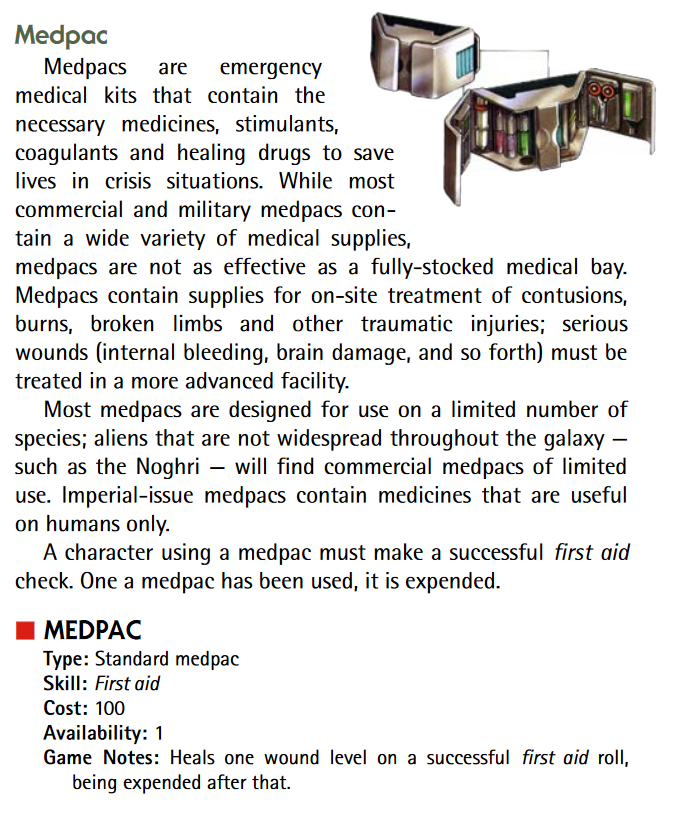 Medpac
Medpacs are emergency
medical kits that contain the
necessary medicines, stimulants,
coagulants and healing drugs to save
lives in crisis situations. While most
commercial and military medpacs con-
tain a wide variety of medical supplies,
medpacs are not as effective as a fully-stocked medical bay.
Medpacs contain supplies for on-site treatment of contusions,
burns, broken limbs and other traumatic injuries; serious
wounds (internal bleeding, brain damage, and so forth) must be
treated in a more advanced facility.
Most medpacs are designed for use on a limited number of
species; aliens that are not widespread throughout the galaxy —
such as the Noghri — will find commercial medpacs of limited
use. Imperial-issue medpacs contain medicines that are useful
on humans only.
A character using a medpac must make a successful first aid
check. One a medpac has been used, it is expended.
MEDPAC
Type: Standard medpac
Skill: First aid
Cost: 100
Availability: 1
Game Notes: Heals one wound level on a successful first aid roll,
being expended after that.